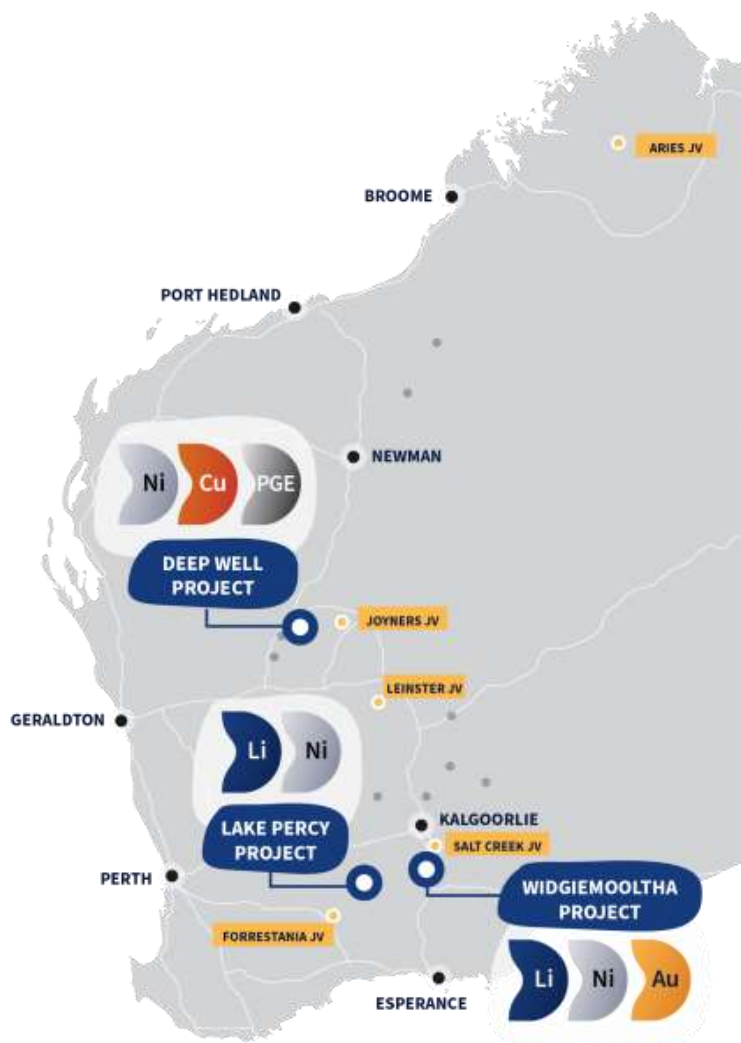 ARIES JV
BROOME
PORT HEDLAND
NEWMAN
Ni
Cu
PGE
DEEP WELL
PROJECT
JOYNERS JV
LEINSTER JV
GERALDTON
Li
Ni
KALGOORLIE
LAKE PERCY
PROJECT
SALT CREEK JV
PERTH
WIDGIEMOOLTHA
PROJECT
FORRESTANIA JV
Li
Ni
Au
ESPERANCE